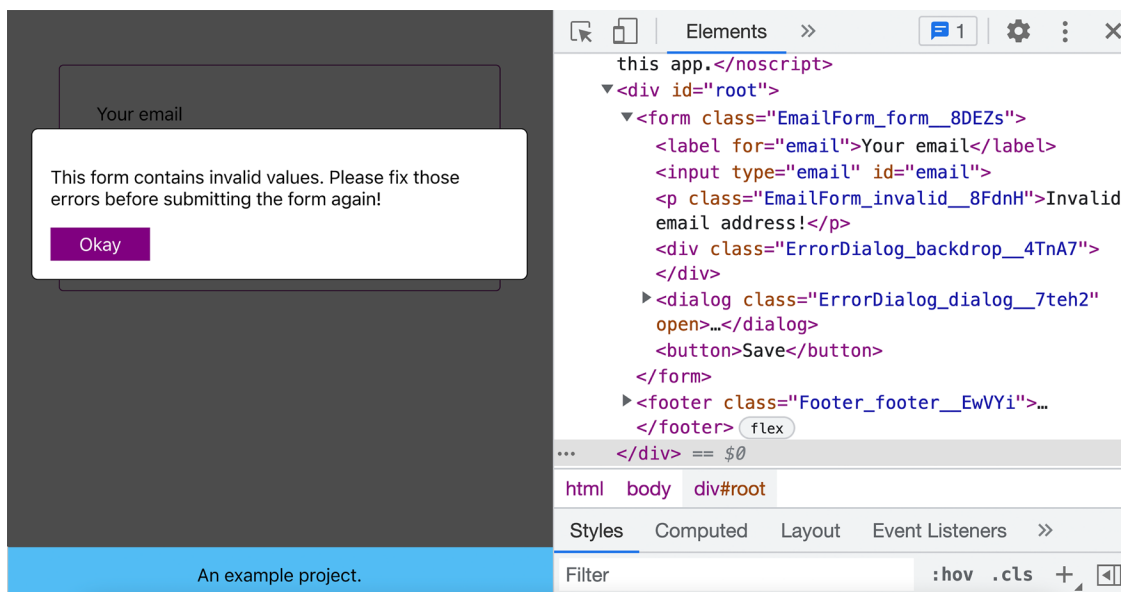 Your email
This form contains invalid values. Please fix those
errors before submitting the form again!
Okay
An example project.
Elements
1
this app.</noscript>
<div id="root">
<form class="EmailForm_form__8DEZs">
<label for="email">Your email</label>
<input type="email" id="email">
<p class="EmailForm_invalid__8FdnH">Invalid
email address!</p>
<div class="ErrorDialog_backdrop__4TnA7">
</div>
<dialog class="ErrorDialog_dialog__7teh2"
open>…</dialog>
<button>Save</button>
</form>
<footer class="Footer_footer__EwVYi">…
</footer> flex
</div> == $0
html body div#root
Styles Computed Layout Event Listeners
Filter :hov .cls